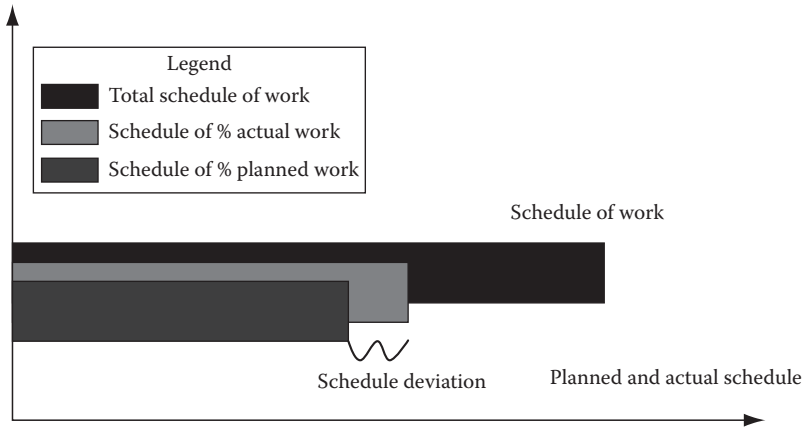 Legend
Total schedule of work
Schedule of % actual work
Schedule of % planned work
Schedule of work
Schedule deviation
Planned and actual schedule